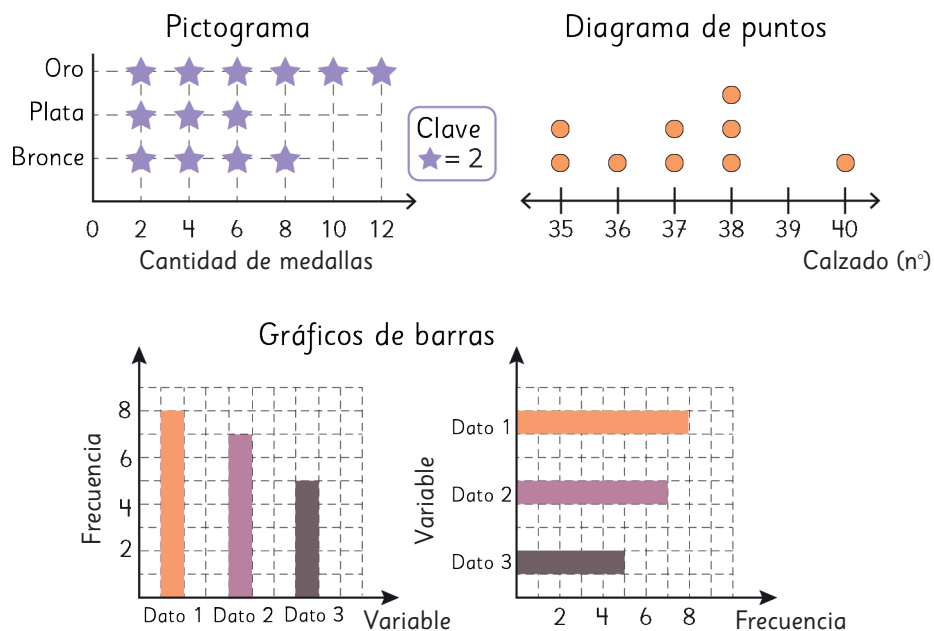 Pictograma
Oro
Plata
Bronce
0 2 4 6 8 10 12
Cantidad de medallas
Clave
= 2
Diagrama de puntos
35 36 37 38 39 40
Calzado (n°)
Gráficos de barras
Frecuencia
8
6
4
2
Dato 1 Dato 2 Dato 3
Variable
Variable
Dato 1
Dato 2
Dato 3
2 4 6 8
Frecuencia